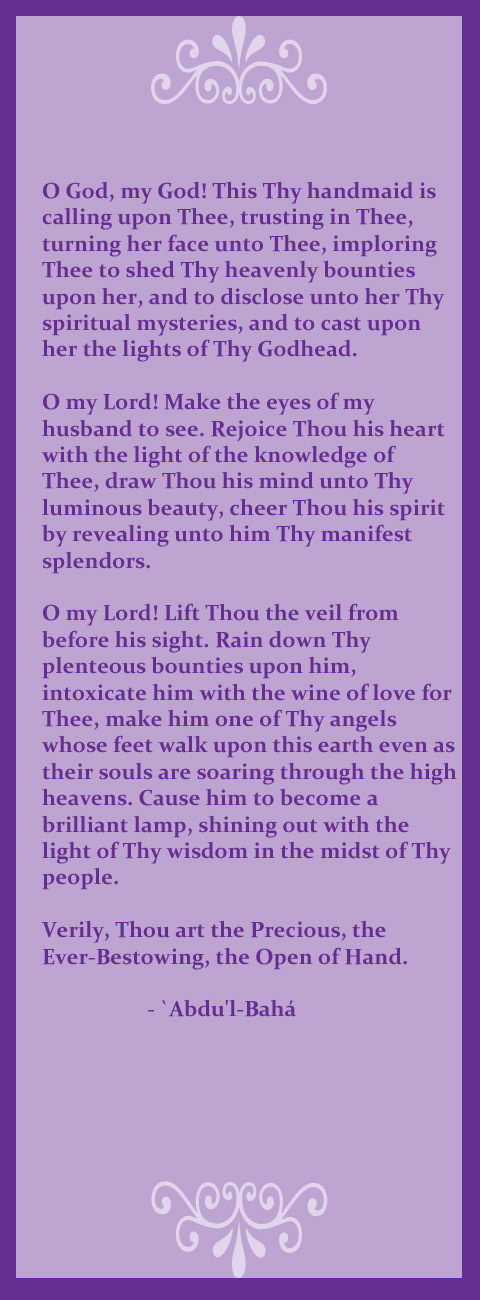 O God, my God! This Thy handmaid is
calling upon Thee, trusting in Thee,
turning her face unto Thee, imploring
Thee to shed Thy heavenly bounties
upon her, and to disclose unto her Thy
spiritual mysteries, and to cast upon
her the lights of Thy Godhead.
O my Lord! Make the eyes of my
husband to see. Rejoice Thou his heart
with the light of the knowledge of
Thee, draw Thou his mind unto Thy
luminous beauty, cheer Thou his spirit
by revealing unto him Thy manifest
splendors.
O my Lord! Lift Thou the veil from
before his sight. Rain down Thy
plenteous bounties upon him,
intoxicate him with the wine of love for
Thee, make him one of Thy angels
whose feet walk upon this earth even as
their souls are soaring through the high
heavens. Cause him to become a
brilliant lamp, shining out with the
light of Thy wisdom in the midst of Thy
people.
Verily, Thou art the Precious, the
Ever-Bestowing, the Open of Hand.
- `Abdu'l-Bahá